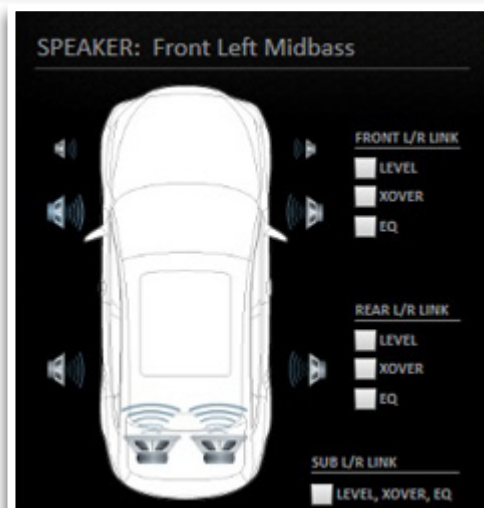 SPEAKER: Front Left Midbass
FRONT L/R LINK
LEVEL
XOVER
EQ
REAR L/R LINK
LEVEL
XOVER
EQ
SUB L/R LINK
LEVEL, XOVER, EQ